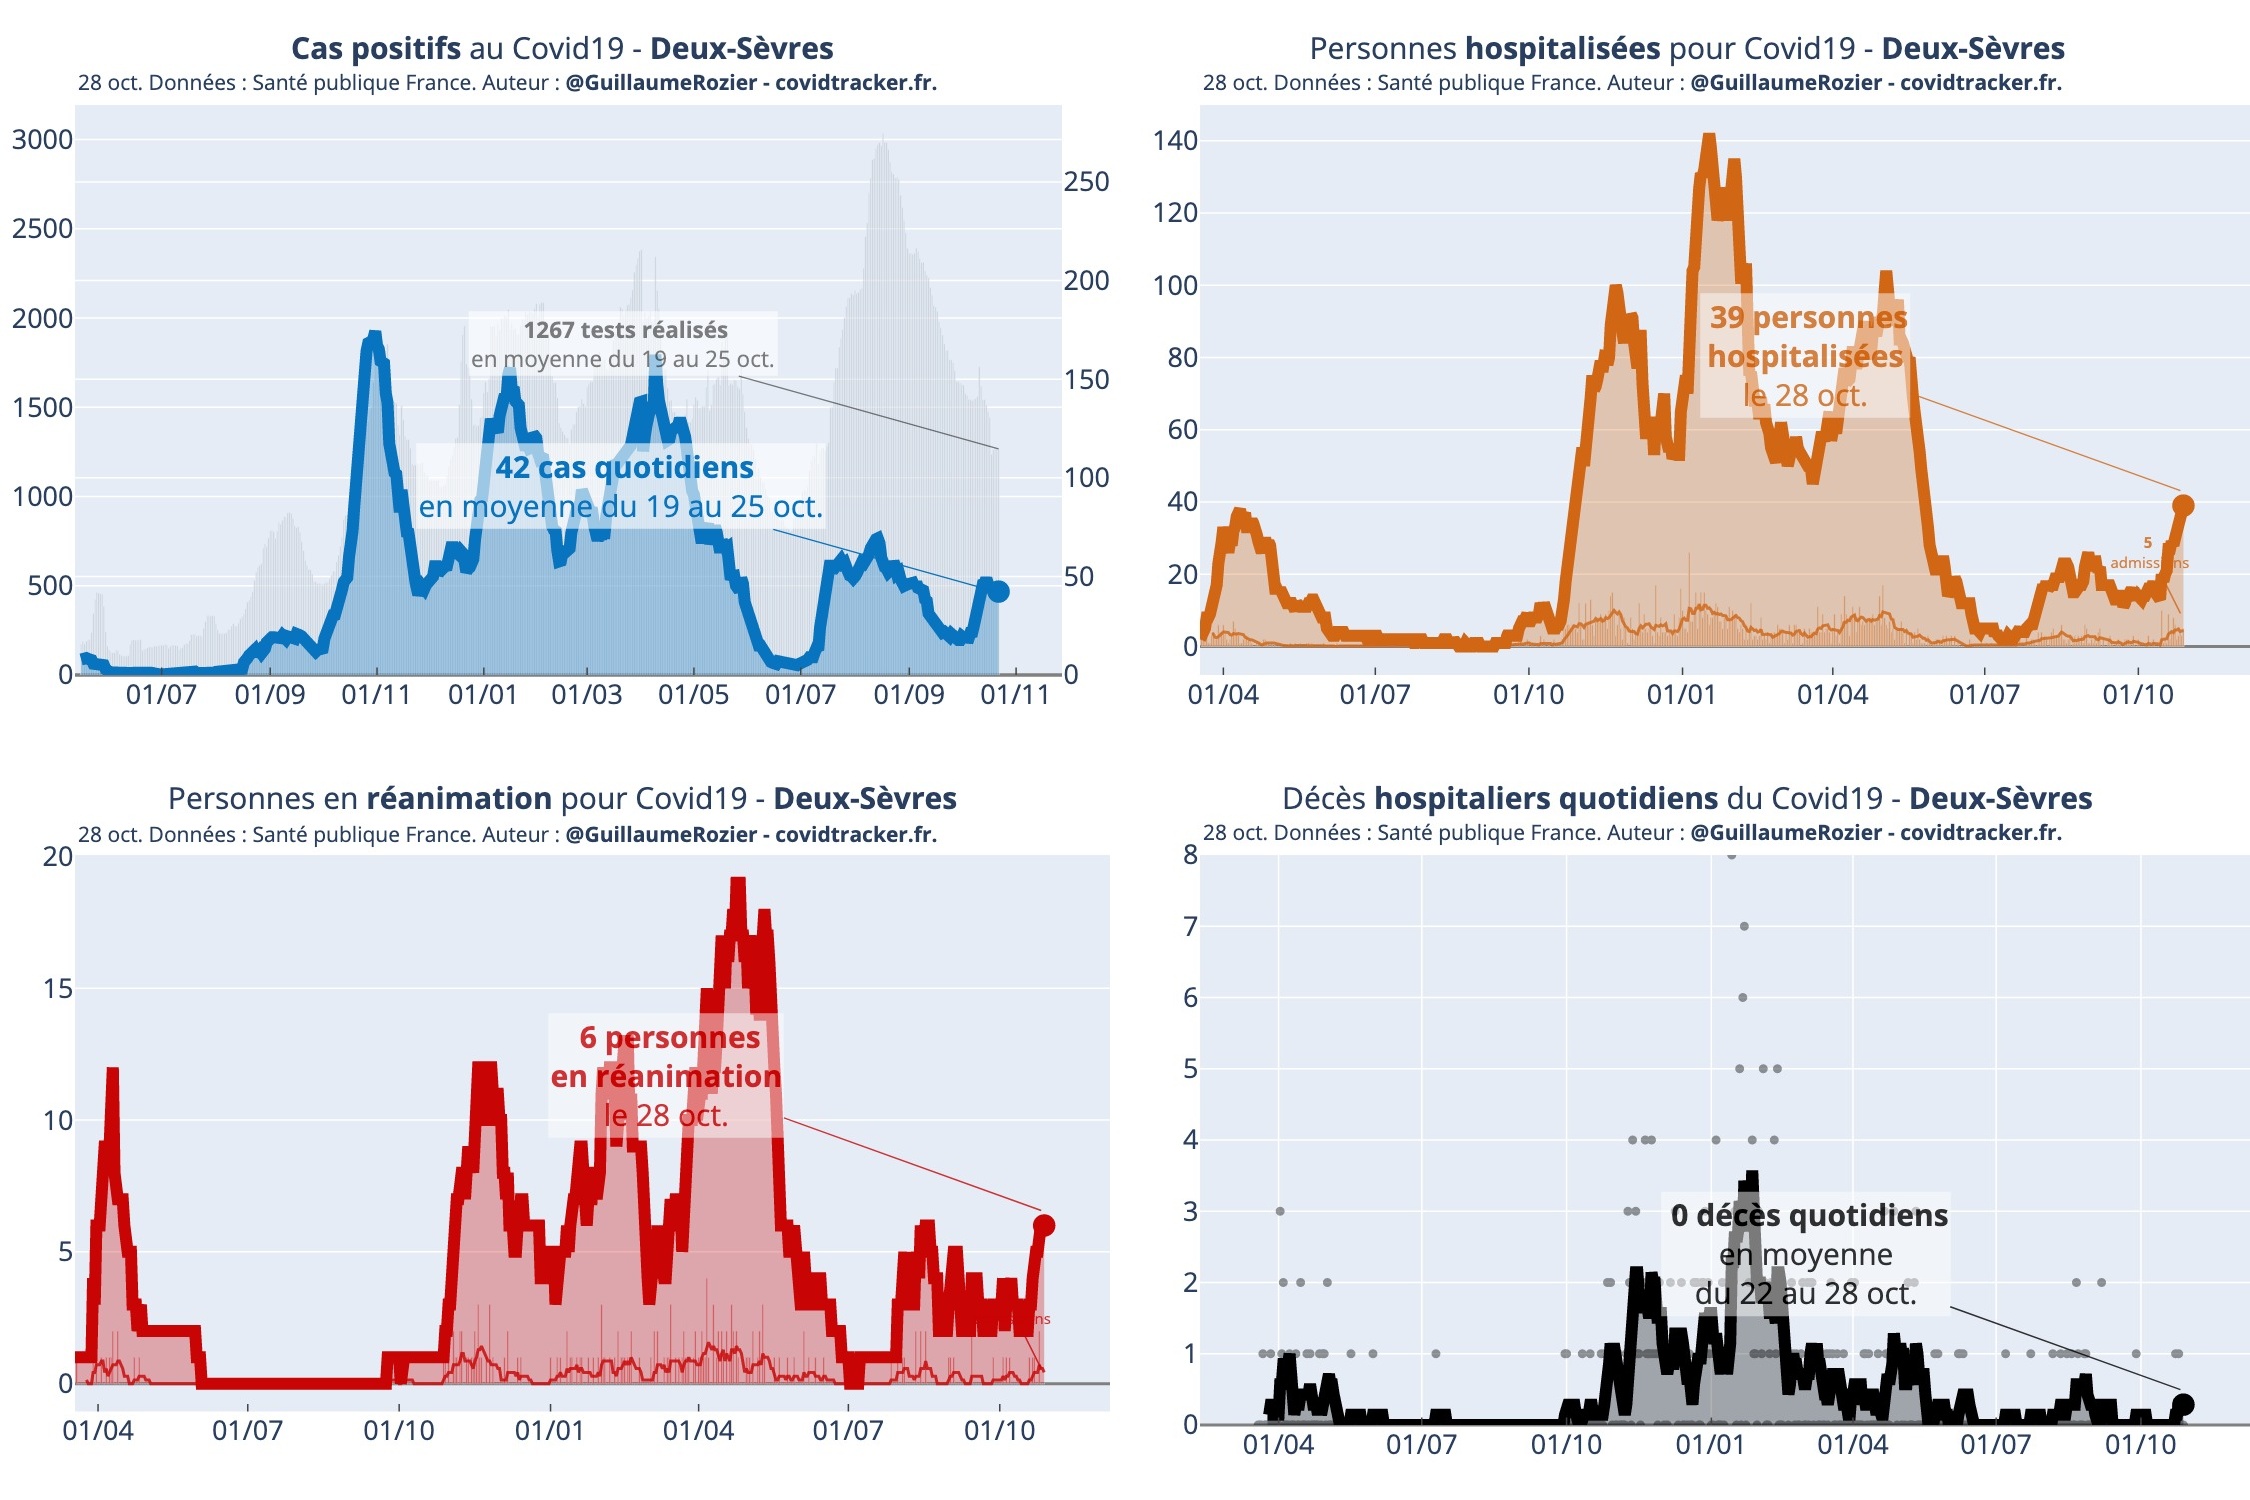 Cas positifs au Covid19 - Deux-Sèvres
28 oct. Données : Santé publique France. Auteur : @GuillaumeRozier - covidtracker.fr.
3000
2500
2000
1500
1000
500
0
250
200
150
100
50
0
1267 tests réalisés
en moyenne du 19 au 25 oct.
42 cas quotidiens
en moyenne du 19 au 25 oct.
01/07 01/09 01/11 01/01 01/03 01/05 01/07 01/09 01/11
Personnes hospitalisées pour Covid19 - Deux-Sèvres
28 oct. Données : Santé publique France. Auteur : @GuillaumeRozier - covidtracker.fr.
140
120
100
80
60
40
20
0
39 personnes
hospitalisées
le 28 oct.
5
admissions
01/04 01/07 01/10 01/01 01/04 01/07 01/10
Personnes en réanimation pour Covid19 - Deux-Sèvres
28 oct. Données : Santé publique France. Auteur : @GuillaumeRozier - covidtracker.fr.
20
15
10
5
0
6 personnes
en réanimation
le 28 oct.
01/04 01/07 01/10 01/01 01/04 01/07 01/10
Décès hospitaliers quotidiens du Covid19 - Deux-Sèvres
28 oct. Données : Santé publique France. Auteur : @GuillaumeRozier - covidtracker.fr.
8
7
6
5
4
3
2
1
0
0 décès quotidiens
en moyenne
du 22 au 28 oct.
01/04 01/07 01/10 01/01 01/04 01/07 01/10